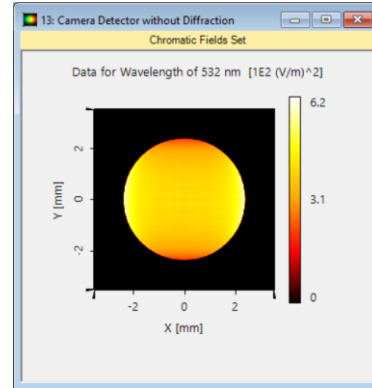 13: Camera Detector without Diffraction
Chromatic Fields Set
Data for Wavelength of 532 nm [1E2 (V/m)^2]
6.2
3.1
0
Y [mm]
2
0
-2
-2
0
2
X [mm]